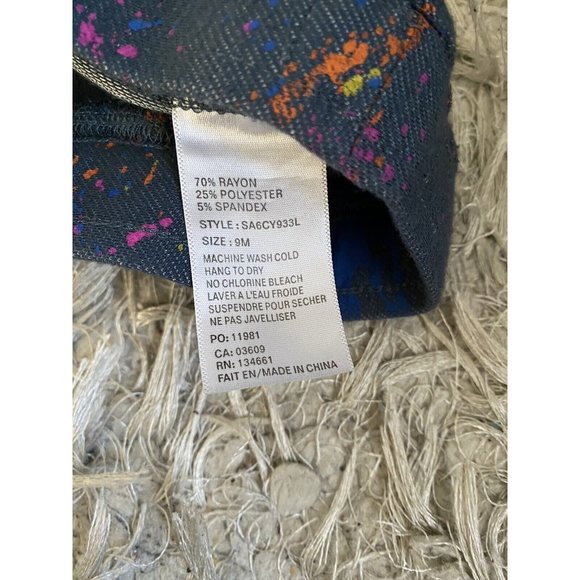 70% RAYON
25% POLYESTER
5% SPANDEX
STYLE : SA6CY933L
SIZE : 9M
MACHINE WASH COLD
HANG TO DRY
NO CHLORINE BLEACH
LAVER A L'EAU FROIDE
SUSPENDRE POUR SECHER
NE PAS JAVELLISER
PO: 11981
CA: 03609
RN: 134661
FAIT EN/MADE IN CHINA